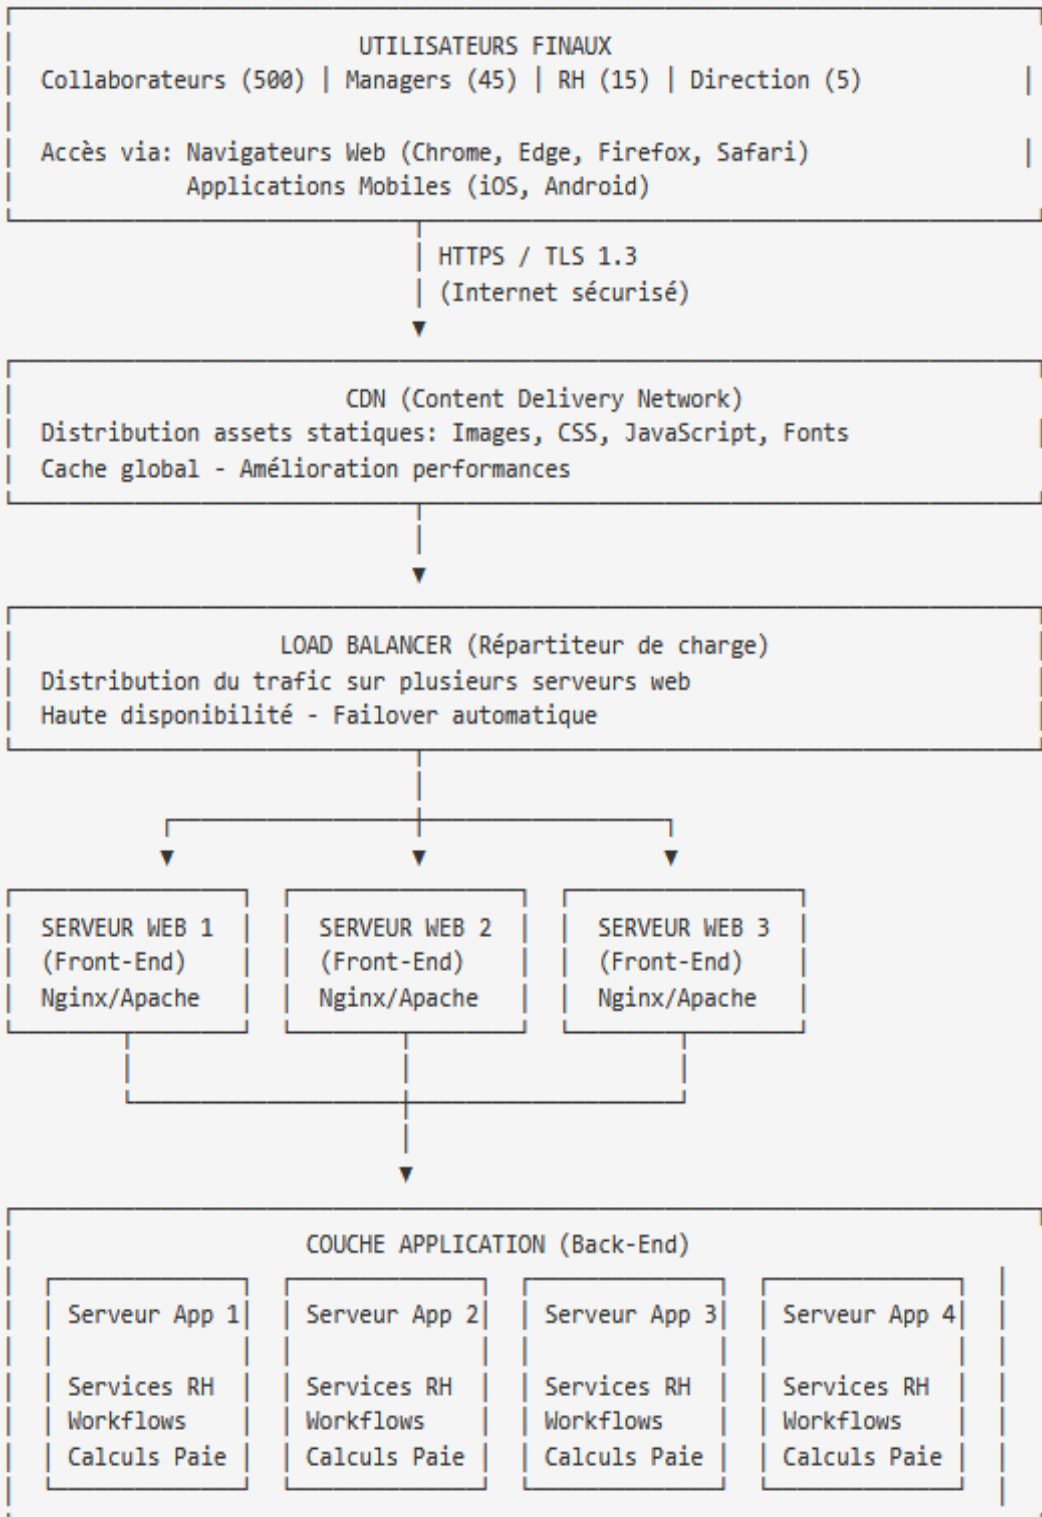 UTILISATEURS FINAUX
Collaborateurs (500) | Managers (45) | RH (15) | Direction (5)
Accès via: Navigateurs Web (Chrome, Edge, Firefox, Safari)
Applications Mobiles (iOS, Android)
HTTPS / TLS 1.3
(Internet sécurisé)
CDN (Content Delivery Network)
Distribution assets statiques: Images, CSS, JavaScript, Fonts
Cache global - Amélioration performances
LOAD BALANCER (Répartiteur de charge)
Distribution du trafic sur plusieurs serveurs web
Haute disponibilité - Failover automatique
SERVEUR WEB 1 SERVEUR WEB 2 SERVEUR WEB 3
(Front-End) (Front-End) (Front-End)
Nginx/Apache Nginx/Apache Nginx/Apache
COUCHE APPLICATION (Back-End)
Serveur App 1 Serveur App 2 Serveur App 3 Serveur App 4
Services RH Services RH Services RH Services RH
Workflows Workflows Workflows Workflows
Calculs Paie Calculs Paie Calculs Paie Calculs Paie